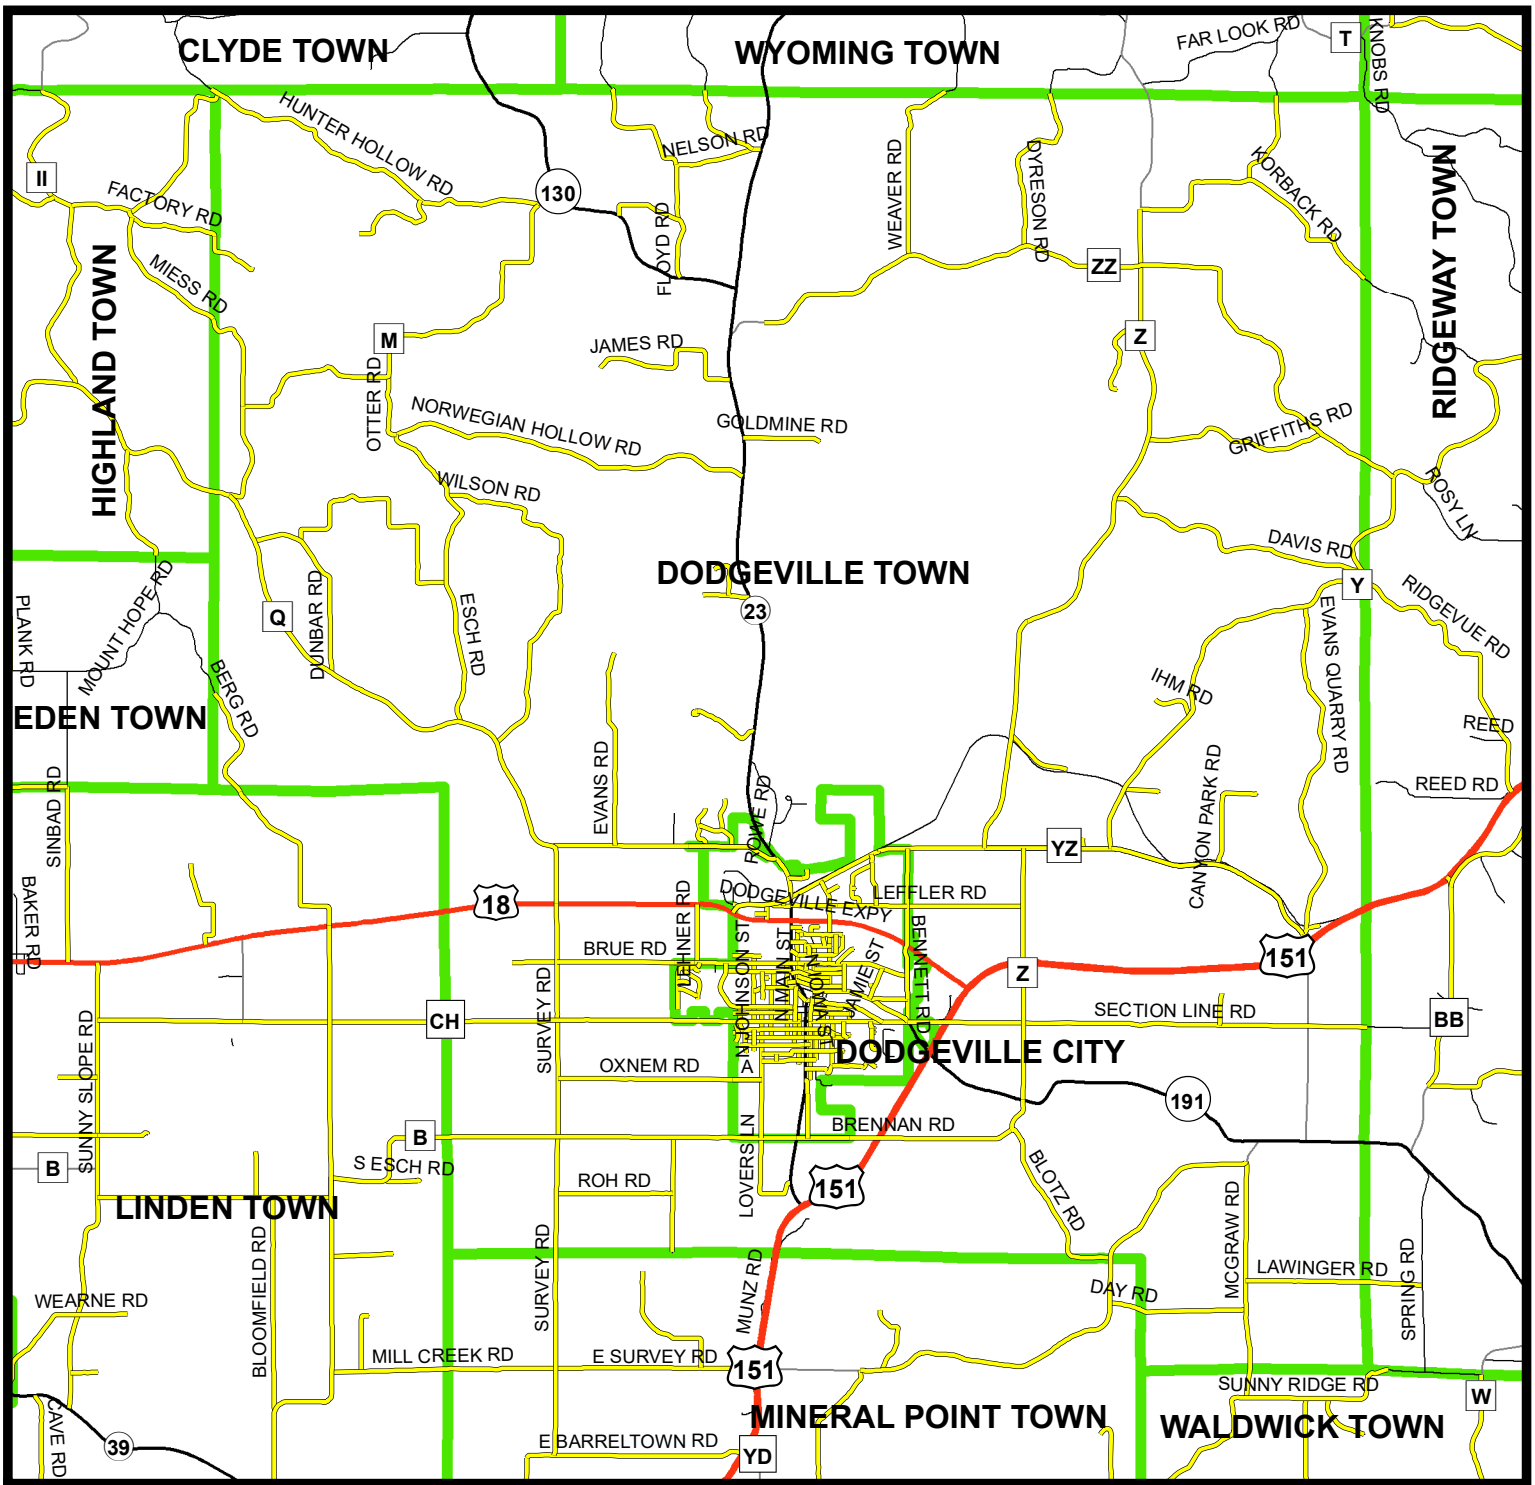 CLYDE TOWN
WYOMING TOWN
FAR LOOK RD
T
KNOBS RD
HUNTER HOLLOW RD
NELSON RD
WEAVER RD
DYRESON RD
KORBACK RD
RIDGEWAY TOWN
II
FACTORY RD
130
FLOYD RD
MIESS RD
ZZ
HIGHLAND TOWN
M
JAMES RD
Z
OTTER RD
NORWEGIAN HOLLOW RD
GOLDMINE RD
GRIFFITHS RD
WILSON RD
ROSY LN
DAVIS RD
DODGEVILLE TOWN
MOUNT HOPE RD
PLANK RD
Q
DUNBAR RD
ESCH RD
23
Y
RIDGEVUE RD
EVANS QUARRY RD
BERG RD
IHM RD
EDEN TOWN
REED
SINBAD RD
EVANS RD
ROWE RD
CANYON PARK RD
REED RD
YZ
BAKER RD
18
LEHNER RD
DODGEVILLE EXPY
LEFFLER RD
BRUE RD
N JOHNSON ST
N MAIN ST
N IOWA ST
JAMIE ST
BENNETT RD
151
Z
SURVEY RD
SUNNY SLOPE RD
CH
SECTION LINE RD
BB
DODGEVILLE CITY
OXNEM RD
A
191
B
BRENNAN RD
B
S ESCH RD
ROH RD
LOVERS LN
151
BLOTZ RD
LINDEN TOWN
MCGRAW RD
BLOOMFIELD RD
SURVEY RD
MUNZ RD
LAWINGER RD
SPRING RD
DAY RD
WEARNE RD
MILL CREEK RD
E SURVEY RD
151
SUNNY RIDGE RD
W
MINERAL POINT TOWN
WALDWICK TOWN
CAVE RD
39
E BARRELTOWN RD
YD